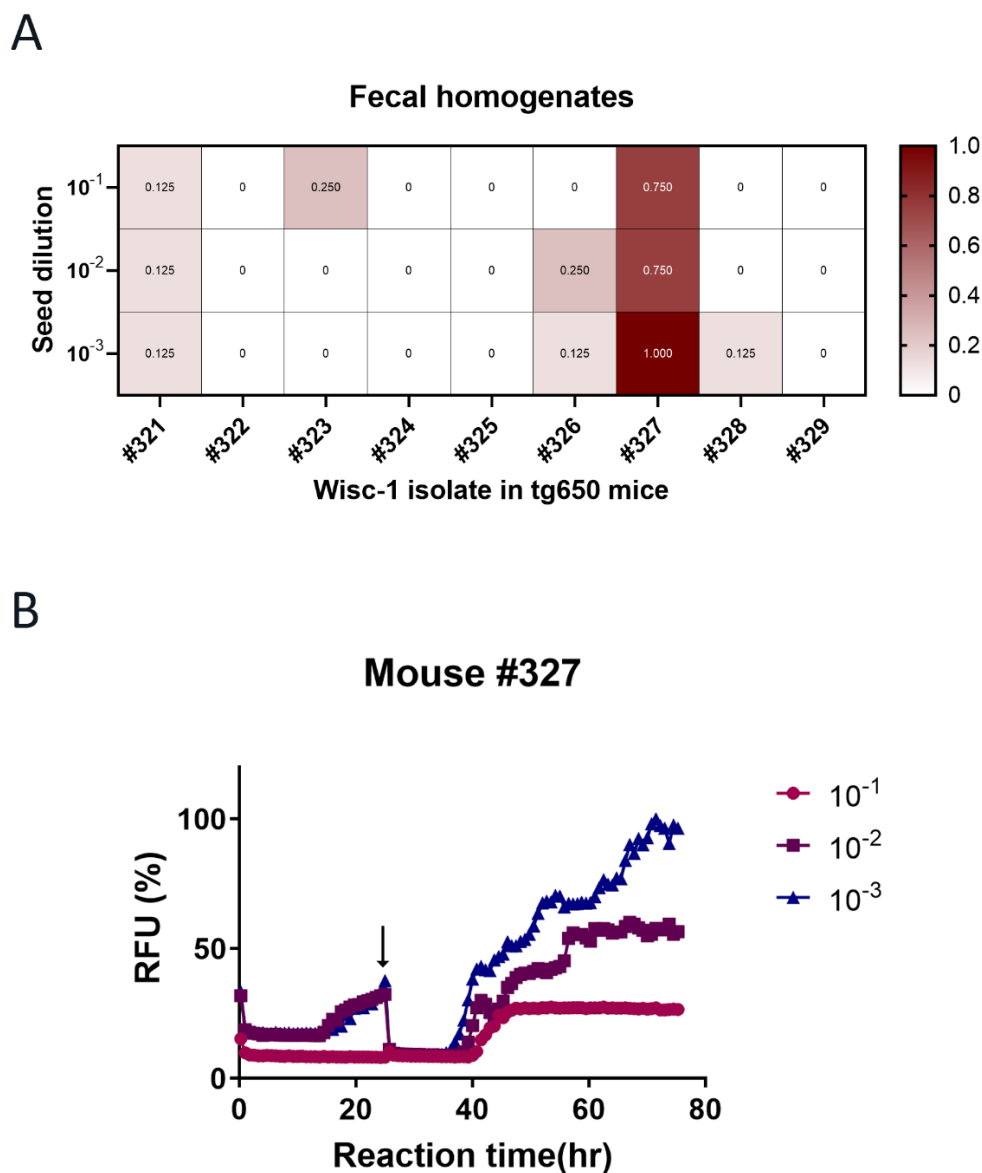 A
Fecal homogenates
Seed dilution
10⁻¹ 0.125 0 0.250 0 0 0 0.750 0 0
10⁻² 0.125 0 0 0 0 0.250 0.750 0 0
10⁻³ 0.125 0 0 0 0 0.125 1.000 0.125 0
#321 #322 #323 #324 #325 #326 #327 #328 #329
Wisc-1 isolate in tg650 mice
1.0
0.8
0.6
0.4
0.2
0
B
Mouse #327
RFU (%)
100
50
0
0 20 40 60 80
Reaction time(hr)
10⁻¹
10⁻²
10⁻³